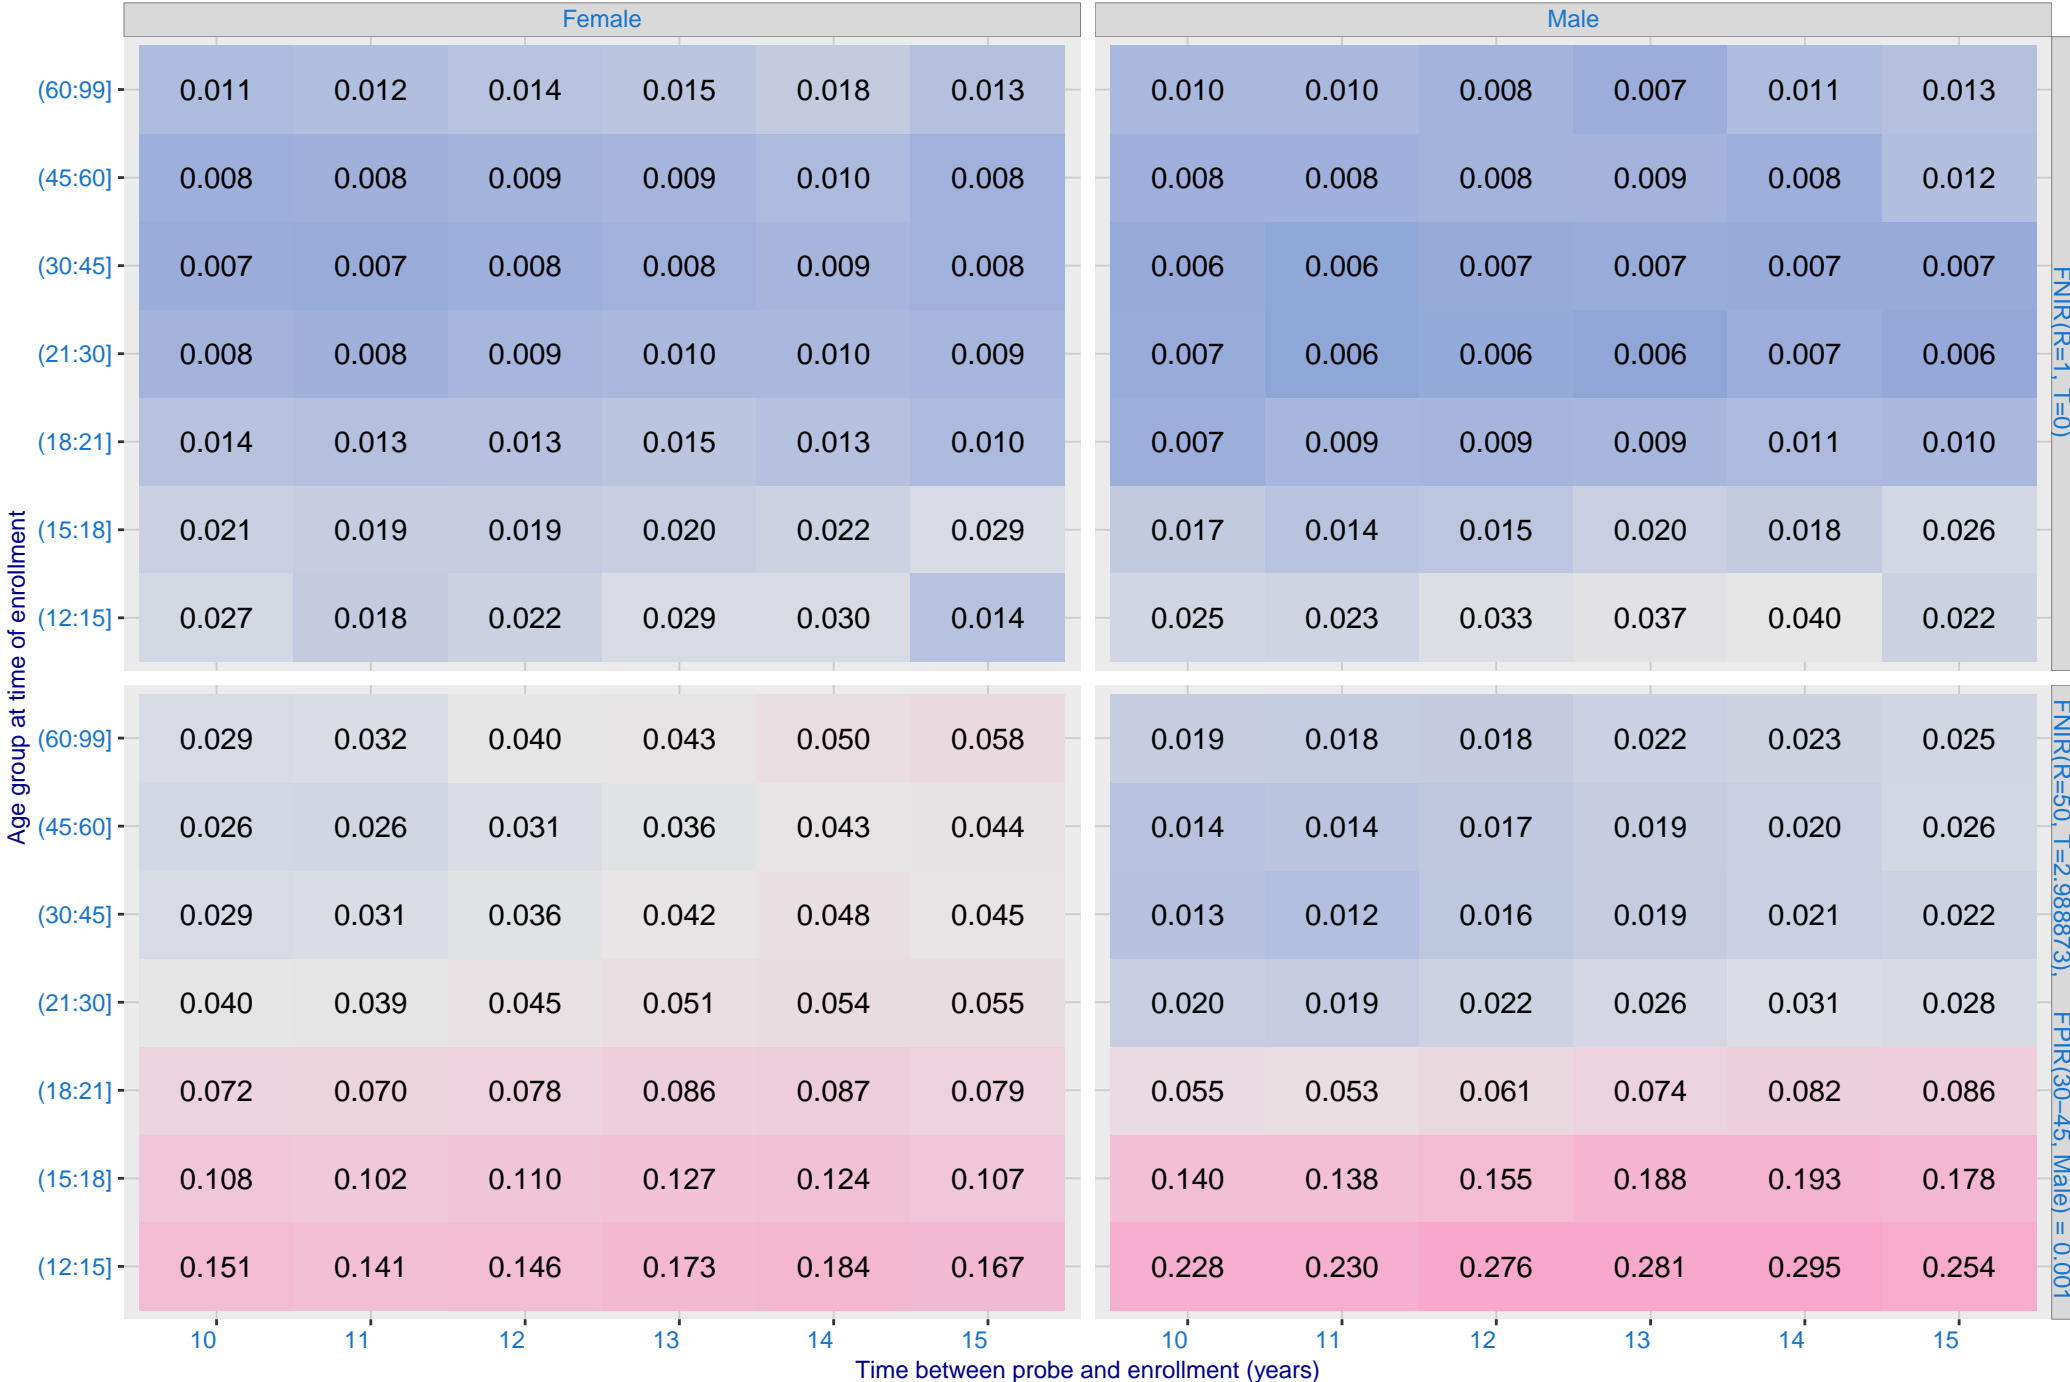 Female
Male
(60:99] 0.011 0.012 0.014 0.015 0.018 0.013 0.010 0.010 0.008 0.007 0.011 0.013
(45:60] 0.008 0.008 0.009 0.009 0.010 0.008 0.008 0.008 0.008 0.009 0.008 0.012
(30:45] 0.007 0.007 0.008 0.008 0.009 0.008 0.006 0.006 0.007 0.007 0.007 0.007
(21:30] 0.008 0.008 0.009 0.010 0.010 0.009 0.007 0.006 0.006 0.006 0.007 0.006
(18:21] 0.014 0.013 0.013 0.015 0.013 0.010 0.007 0.009 0.009 0.009 0.011 0.010
(15:18] 0.021 0.019 0.019 0.020 0.022 0.029 0.017 0.014 0.015 0.020 0.018 0.026
(12:15] 0.027 0.018 0.022 0.029 0.030 0.014 0.025 0.023 0.033 0.037 0.040 0.022
FNIR(R=1, T=0)
Age group at time of enrollment
(60:99] 0.029 0.032 0.040 0.043 0.050 0.058 0.019 0.018 0.018 0.022 0.023 0.025
(45:60] 0.026 0.026 0.031 0.036 0.043 0.044 0.014 0.014 0.017 0.019 0.020 0.026
(30:45] 0.029 0.031 0.036 0.042 0.048 0.045 0.013 0.012 0.016 0.019 0.021 0.022
(21:30] 0.040 0.039 0.045 0.051 0.054 0.055 0.020 0.019 0.022 0.026 0.031 0.028
(18:21] 0.072 0.070 0.078 0.086 0.087 0.079 0.055 0.053 0.061 0.074 0.082 0.086
(15:18] 0.108 0.102 0.110 0.127 0.124 0.107 0.140 0.138 0.155 0.188 0.193 0.178
(12:15] 0.151 0.141 0.146 0.173 0.184 0.167 0.228 0.230 0.276 0.281 0.295 0.254
FNIR(R=50, T=2.988873), FPIR(30−45, Male) = 0.001
10 11 12 13 14 15 10 11 12 13 14 15
Time between probe and enrollment (years)